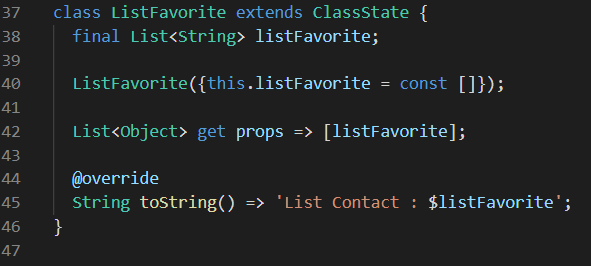 37 class ListFavorite extends ClassState {
38 final List<String> listFavorite;
39
40 ListFavorite({this.listFavorite = const []});
41
42 List<Object> get props => [listFavorite];
43
44 @override
45 String toString() => 'List Contact : $listFavorite';
46 }
47